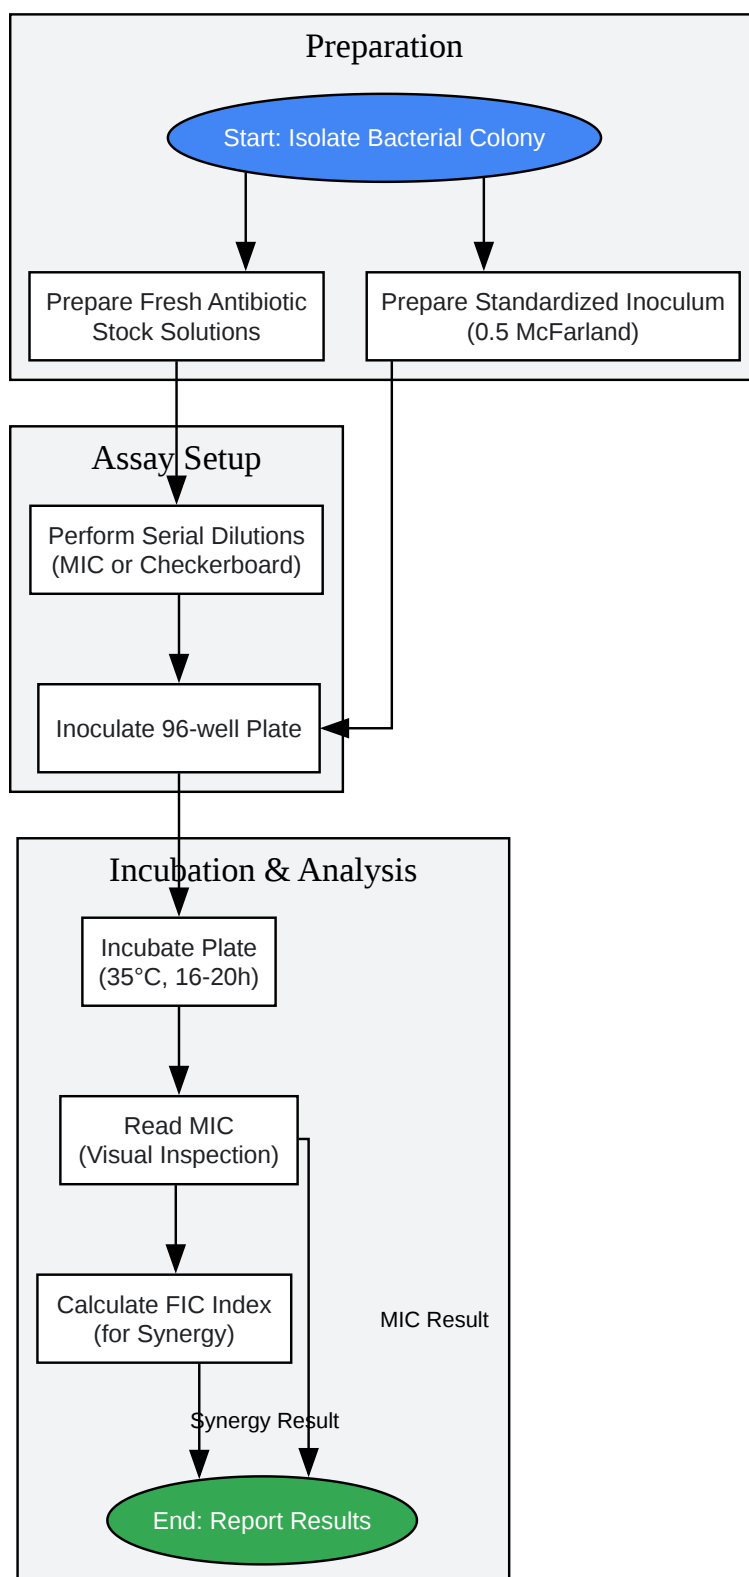 Preparation
Start: Isolate Bacterial Colony
Prepare Fresh Antibiotic
Stock Solutions
Prepare Standardized Inoculum
(0.5 McFarland)
Assay Setup
Perform Serial Dilutions
(MIC or Checkerboard)
Inoculate 96-well Plate
Incubation & Analysis
Incubate Plate
(35°C, 16-20h)
Read MIC
(Visual Inspection)
Calculate FIC Index
(for Synergy)
MIC Result
Synergy Result
End: Report Results